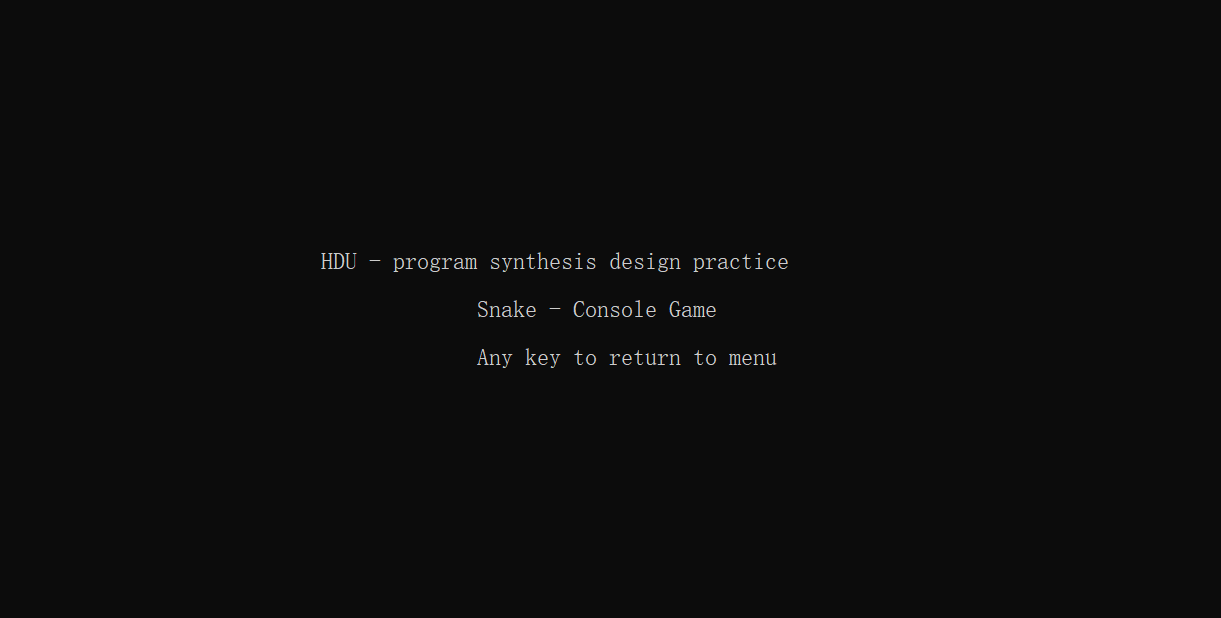 HDU - program synthesis design practice
Snake - Console Game
Any key to return to menu